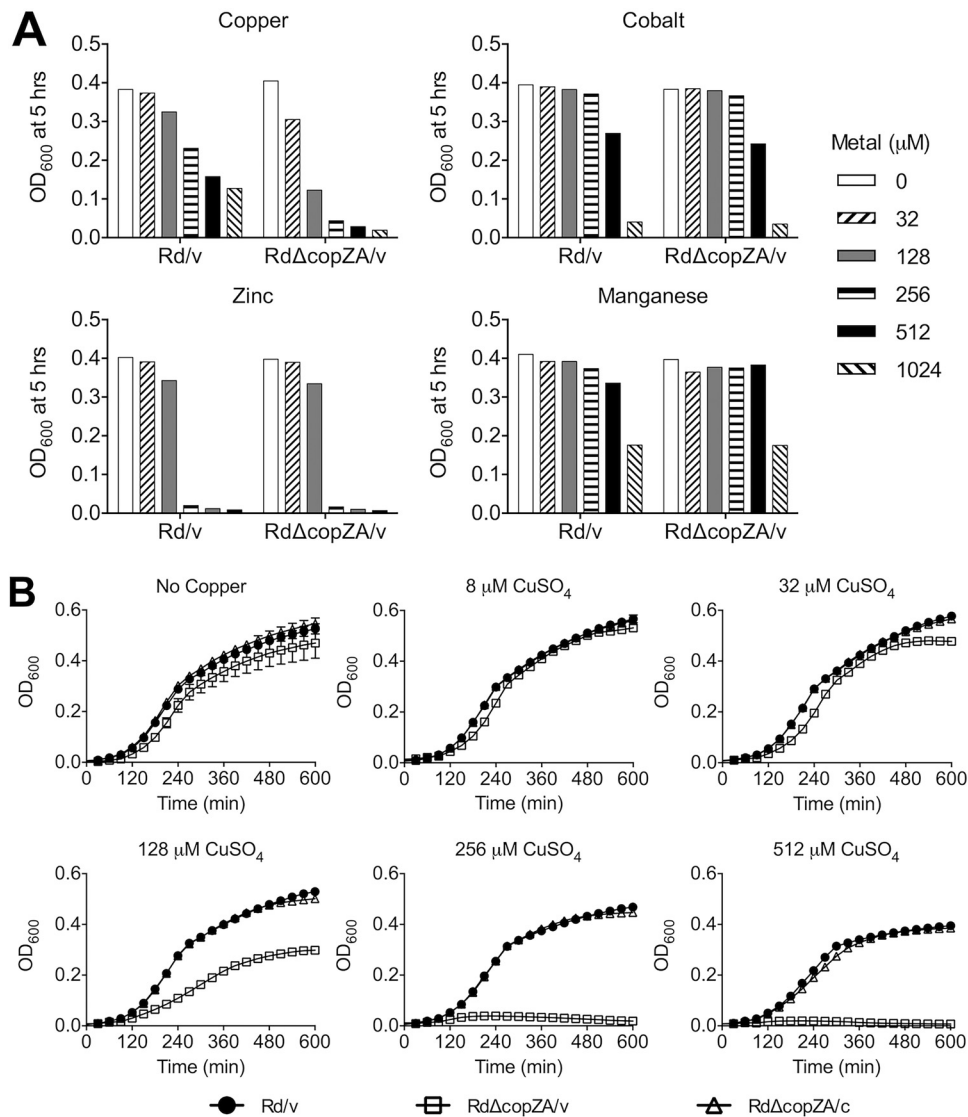 A
Copper
OD600 at 5 hrs
0.5
0.4
0.3
0.2
0.1
0.0
Rd/v
RdΔcopZA/v
Cobalt
OD600 at 5 hrs
0.5
0.4
0.3
0.2
0.1
0.0
Rd/v
RdΔcopZA/v
Metal (μM)
0
32
128
256
512
1024
Zinc
OD600 at 5 hrs
0.5
0.4
0.3
0.2
0.1
0.0
Rd/v
RdΔcopZA/v
Manganese
OD600 at 5 hrs
0.5
0.4
0.3
0.2
0.1
0.0
Rd/v
RdΔcopZA/v
B
No Copper
OD600
0.6
0.4
0.2
0.0
0 120 240 360 480 600
Time (min)
8 μM CuSO4
OD600
0.6
0.4
0.2
0.0
0 120 240 360 480 600
Time (min)
32 μM CuSO4
OD600
0.6
0.4
0.2
0.0
0 120 240 360 480 600
Time (min)
128 μM CuSO4
OD600
0.6
0.4
0.2
0.0
0 120 240 360 480 600
Time (min)
256 μM CuSO4
OD600
0.6
0.4
0.2
0.0
0 120 240 360 480 600
Time (min)
512 μM CuSO4
OD600
0.6
0.4
0.2
0.0
0 120 240 360 480 600
Time (min)
Rd/v RdΔcopZA/v RdΔcopZA/c